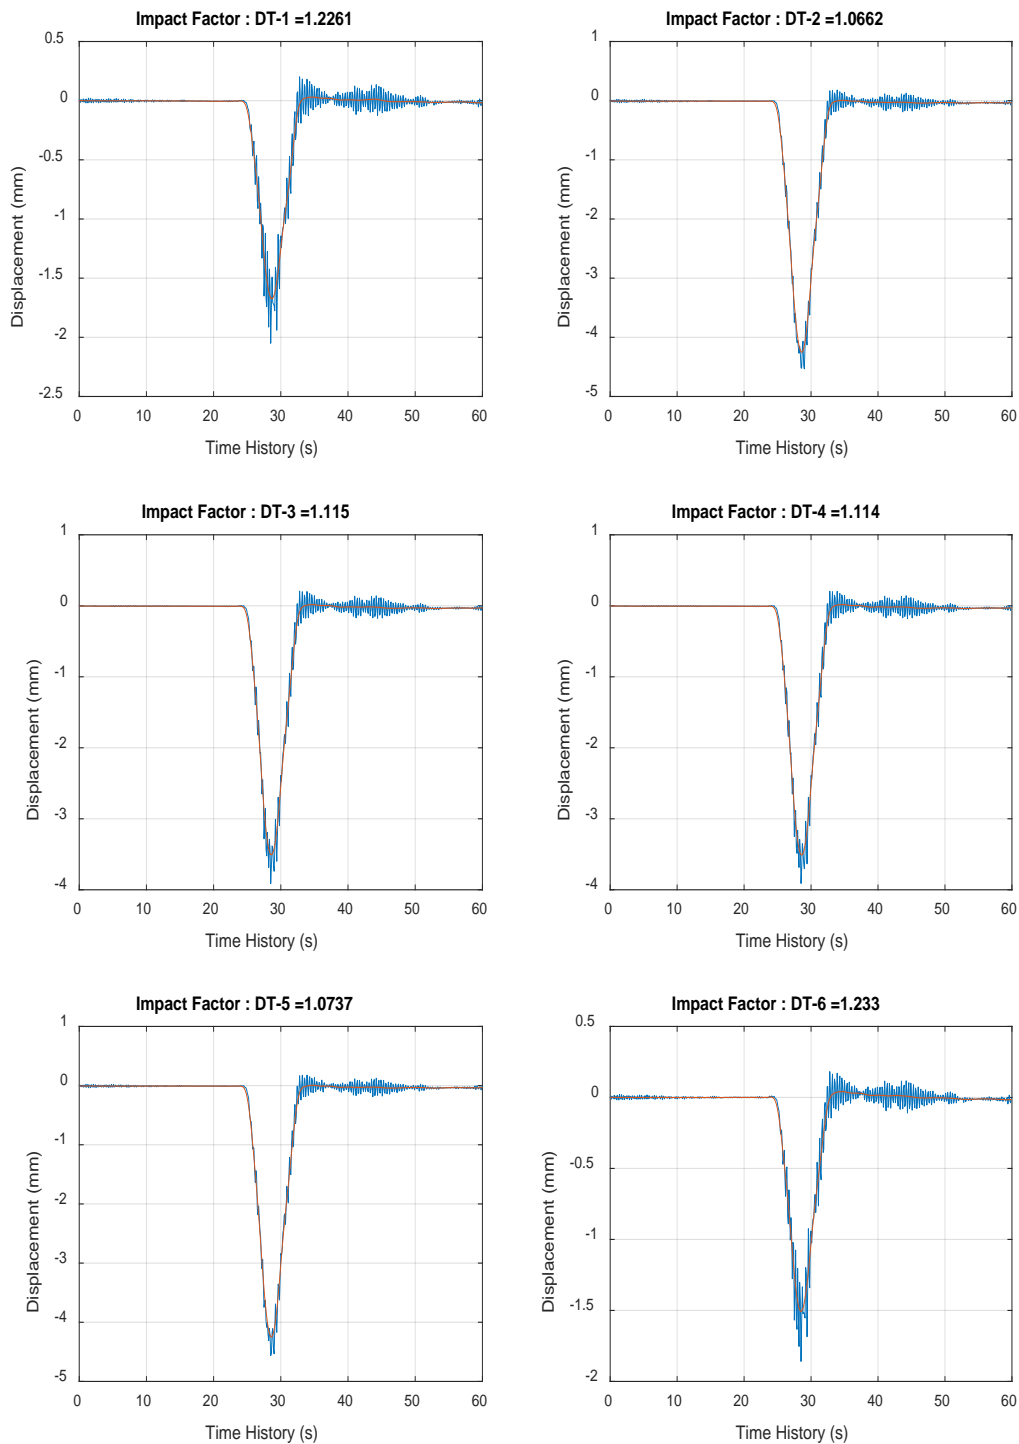 Impact Factor : DT-1 =1.2261
0.5
0
-0.5
-1
-1.5
-2
-2.5
Displacement (mm)
0 10 20 30 40 50 60
Time History (s)
Impact Factor : DT-2 =1.0662
1
0
-1
-2
-3
-4
-5
Displacement (mm)
0 10 20 30 40 50 60
Time History (s)
Impact Factor : DT-3 =1.115
1
0
-1
-2
-3
-4
Displacement (mm)
0 10 20 30 40 50 60
Time History (s)
Impact Factor : DT-4 =1.114
1
0
-1
-2
-3
-4
Displacement (mm)
0 10 20 30 40 50 60
Time History (s)
Impact Factor : DT-5 =1.0737
1
0
-1
-2
-3
-4
-5
Displacement (mm)
0 10 20 30 40 50 60
Time History (s)
Impact Factor : DT-6 =1.233
0.5
0
-0.5
-1
-1.5
-2
Displacement (mm)
0 10 20 30 40 50 60
Time History (s)